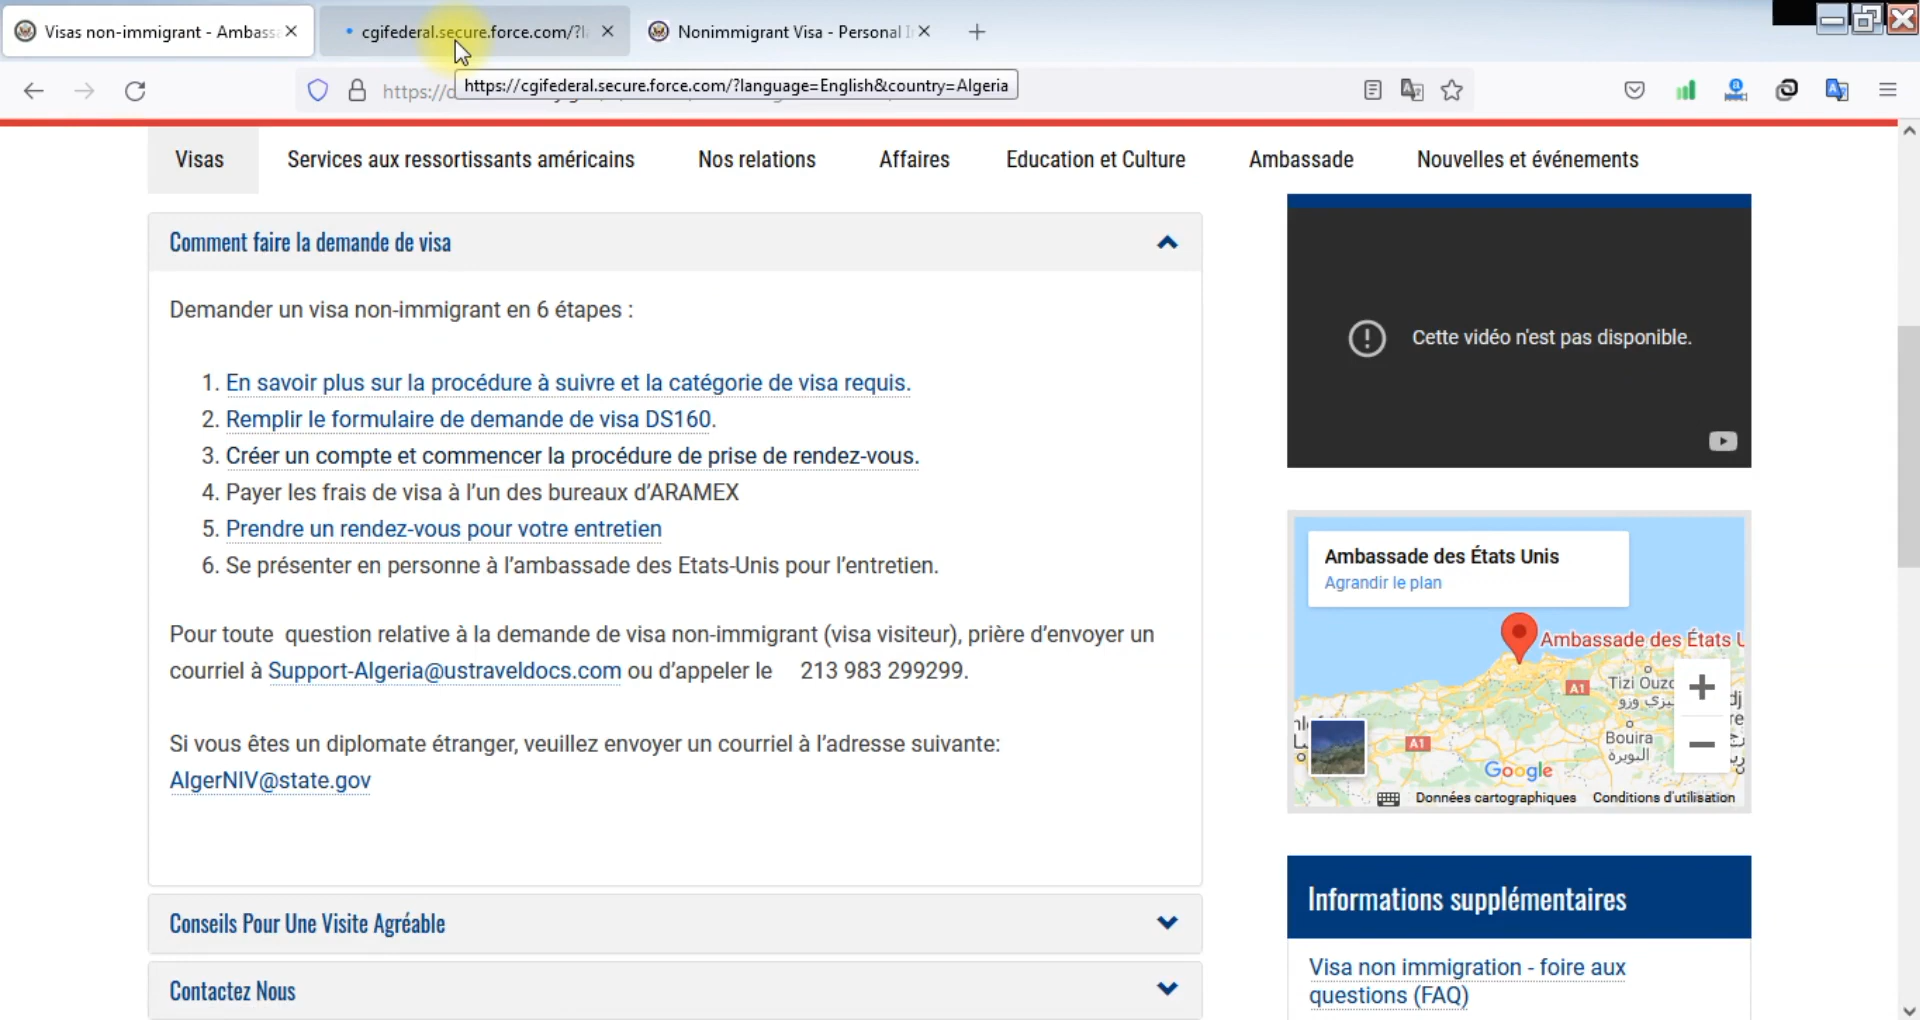 Visas non-immigrant - Ambass
cgifederal.secure.force.com/?l
Nonimmigrant Visa - Personal I
https://
https://cgifederal.secure.force.com/?language=English&country=Algeria
Visas
Services aux ressortissants américains
Nos relations
Affaires
Education et Culture
Ambassade
Nouvelles et événements
Comment faire la demande de visa
Demander un visa non-immigrant en 6 étapes :
1. En savoir plus sur la procédure à suivre et la catégorie de visa requis.
2. Remplir le formulaire de demande de visa DS160.
3. Créer un compte et commencer la procédure de prise de rendez-vous.
4. Payer les frais de visa à l’un des bureaux d’ARAMEX
5. Prendre un rendez-vous pour votre entretien
6. Se présenter en personne à l’ambassade des Etats-Unis pour l’entretien.
Pour toute question relative à la demande de visa non-immigrant (visa visiteur), prière d’envoyer un
courriel à Support-Algeria@ustraveldocs.com ou d’appeler le 213 983 299299.
Si vous êtes un diplomate étranger, veuillez envoyer un courriel à l’adresse suivante:
AlgerNIV@state.gov
Conseils Pour Une Visite Agréable
Contactez Nous
Cette vidéo n'est pas disponible.
Ambassade des États Unis
Agrandir le plan
Ambassade des États U
Tizi Ouzo
تيزي وزو
A1
A1
Bouira
البويرة
Google
Données cartographiques
Conditions d'utilisation
Informations supplémentaires
Visa non immigration - foire aux
questions (FAQ)